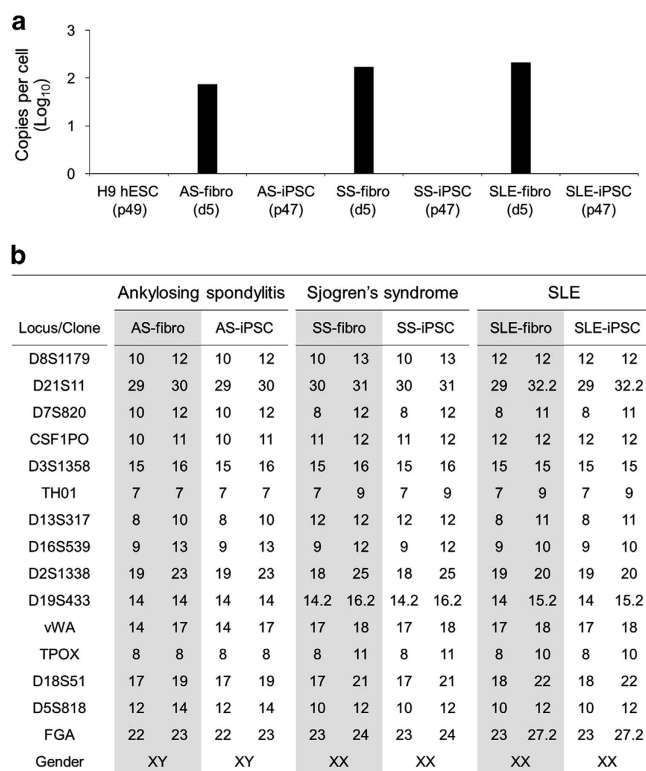 a
Copies per cell
(Log10)
3
2
1
0
H9 hESC AS-fibro AS-iPSC SS-fibro SS-iPSC SLE-fibro SLE-iPSC
(p49) (d5) (p47) (d5) (p47) (d5) (p47)
b
Ankylosing spondylitis Sjogren's syndrome SLE
Locus/Clone AS-fibro AS-iPSC SS-fibro SS-iPSC SLE-fibro SLE-iPSC
D8S1179 10 12 10 12 10 13 10 13 12 12 12 12
D21S11 29 30 29 30 30 31 30 31 29 32.2 29 32.2
D7S820 10 12 10 12 8 12 8 12 8 11 8 11
CSF1PO 10 11 10 11 11 12 11 12 12 12 12 12
D3S1358 15 16 15 16 15 16 15 16 15 15 15 15
TH01 7 7 7 7 7 9 7 9 7 9 7 9
D13S317 8 10 8 10 12 12 12 12 8 11 8 11
D16S539 9 13 9 13 9 12 9 12 9 10 9 10
D2S1338 19 23 19 23 18 25 18 25 19 20 19 20
D19S433 14 14 14 14 14.2 16.2 14.2 16.2 14 15.2 14 15.2
vWA 14 17 14 17 17 18 17 18 17 18 17 18
TPOX 8 8 8 8 8 11 8 11 8 10 8 10
D18S51 17 19 17 19 17 21 17 21 18 22 18 22
D5S818 12 14 12 14 10 12 10 12 10 12 10 12
FGA 22 23 22 23 23 24 23 24 23 27.2 23 27.2
Gender XY XY XX XX XX XX